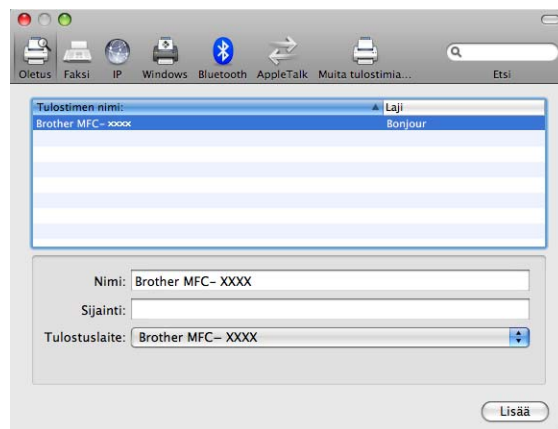 Oletus Faksi IP Windows Bluetooth AppleTalk Muita tulostimia... Etsi
Tulostimen nimi: Laji
Brother MFC- xxxx Bonjour
Nimi: Brother MFC- XXXX
Sijainti:
Tulostuslaite: Brother MFC- XXXX
Lisää